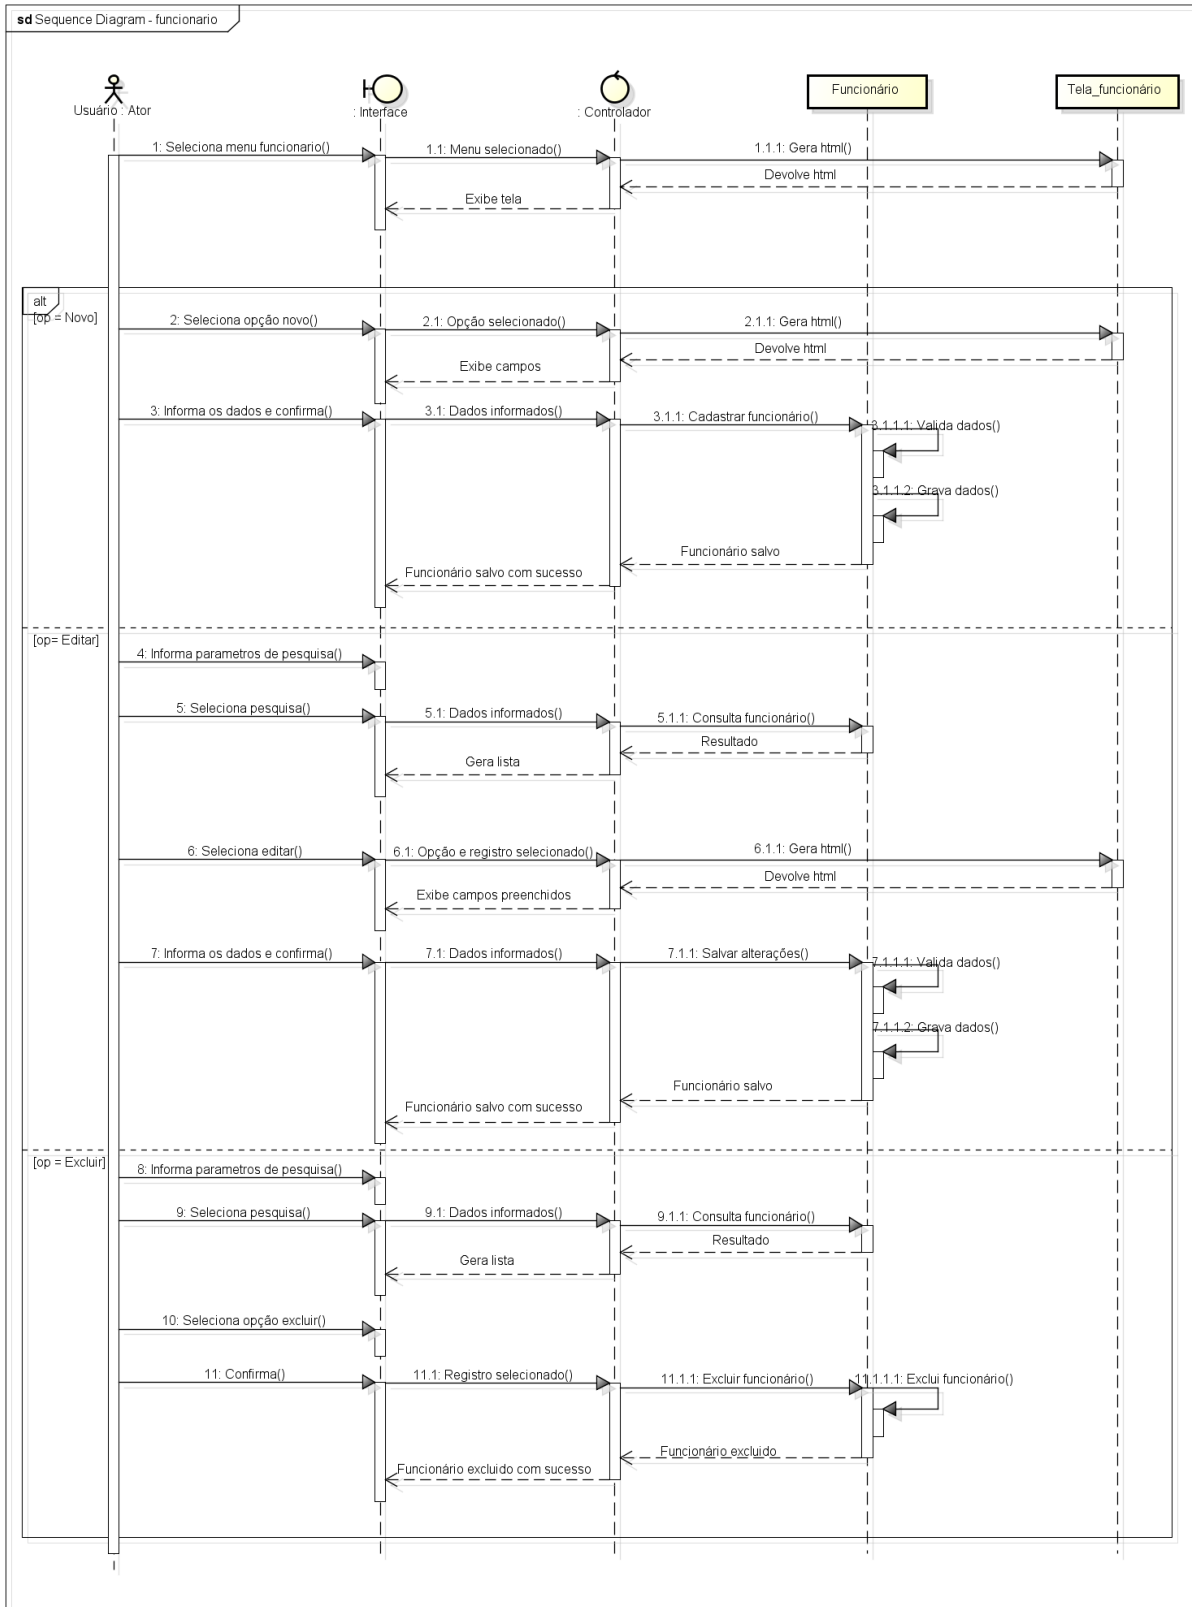 sd Sequence Diagram - funcionario
Usuário : Ator
: Interface
: Controlador
Funcionário
Tela_funcionário
1: Seleciona menu funcionario()
1.1: Menu selecionado()
1.1.1: Gera html()
Devolve html
Exibe tela
alt
[op = Novo]
2: Seleciona opção novo()
2.1: Opção selecionado()
2.1.1: Gera html()
Devolve html
Exibe campos
3: Informa os dados e confirma()
3.1: Dados informados()
3.1.1: Cadastrar funcionário()
3.1.1.1: Valida dados()
3.1.1.2: Grava dados()
Funcionário salvo
Funcionário salvo com sucesso
[op= Editar]
4: Informa parametros de pesquisa()
5: Seleciona pesquisa()
5.1: Dados informados()
5.1.1: Consulta funcionário()
Resultado
Gera lista
6: Seleciona editar()
6.1: Opção e registro selecionado()
6.1.1: Gera html()
Devolve html
Exibe campos preenchidos
7: Informa os dados e confirma()
7.1: Dados informados()
7.1.1: Salvar alterações()
7.1.1.1: Valida dados()
7.1.1.2: Grava dados()
Funcionário salvo
Funcionário salvo com sucesso
[op = Excluir]
8: Informa parametros de pesquisa()
9: Seleciona pesquisa()
9.1: Dados informados()
9.1.1: Consulta funcionário()
Resultado
Gera lista
10: Seleciona opção excluir()
11: Confirma()
11.1: Registro selecionado()
11.1.1: Excluir funcionário()
11.1.1.1: Exclui funcionário()
Funcionário excluido
Funcionário excluido com sucesso